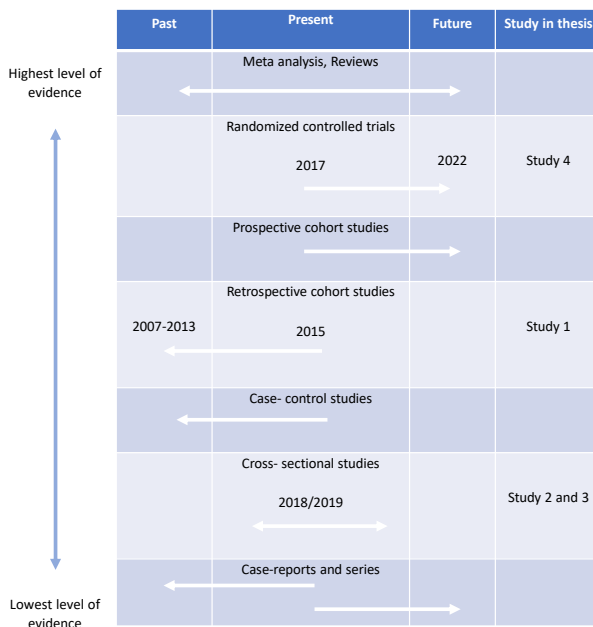 Past
Present
Future
Study in thesis
Highest level of
evidence
Meta analysis, Reviews
Randomized controlled trials
2017
2022
Study 4
Prospective cohort studies
Retrospective cohort studies
2007-2013
2015
Study 1
Case- control studies
Cross- sectional studies
2018/2019
Study 2 and 3
Case-reports and series
Lowest level of
evidence